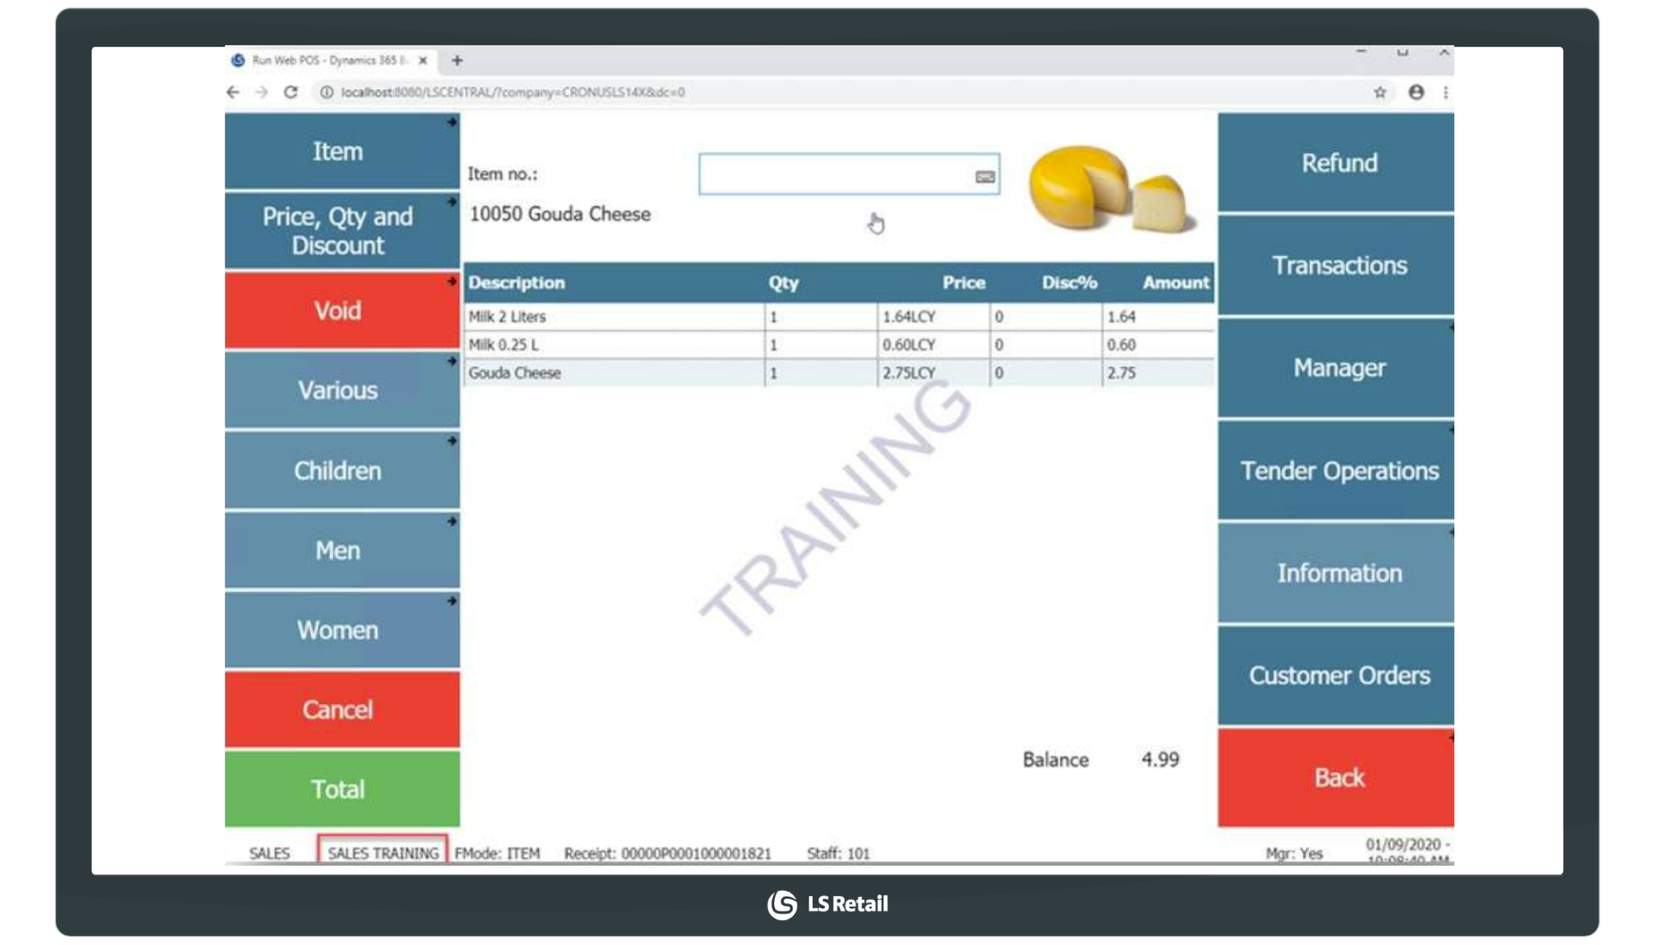 Run Web POS - Dynamics 365 B
localhost:8080/LSCENTRAL/?company=CRONUSLS14X&dc=0
Item
Price, Qty and
Discount
Void
Various
Children
Men
Women
Cancel
Total
Item no.:
10050 Gouda Cheese
Description Qty Price Disc% Amount
Milk 2 Liters 1 1.64LCY 0 1.64
Milk 0.25 L 1 0.60LCY 0 0.60
Gouda Cheese 1 2.75LCY 0 2.75
TRAINING
Balance 4.99
Refund
Transactions
Manager
Tender Operations
Information
Customer Orders
Back
SALES SALES TRAINING FMode: ITEM Receipt: 00000P0001000001821 Staff: 101 Mgr: Yes 01/09/2020 -
10:08:40 AM
LS Retail